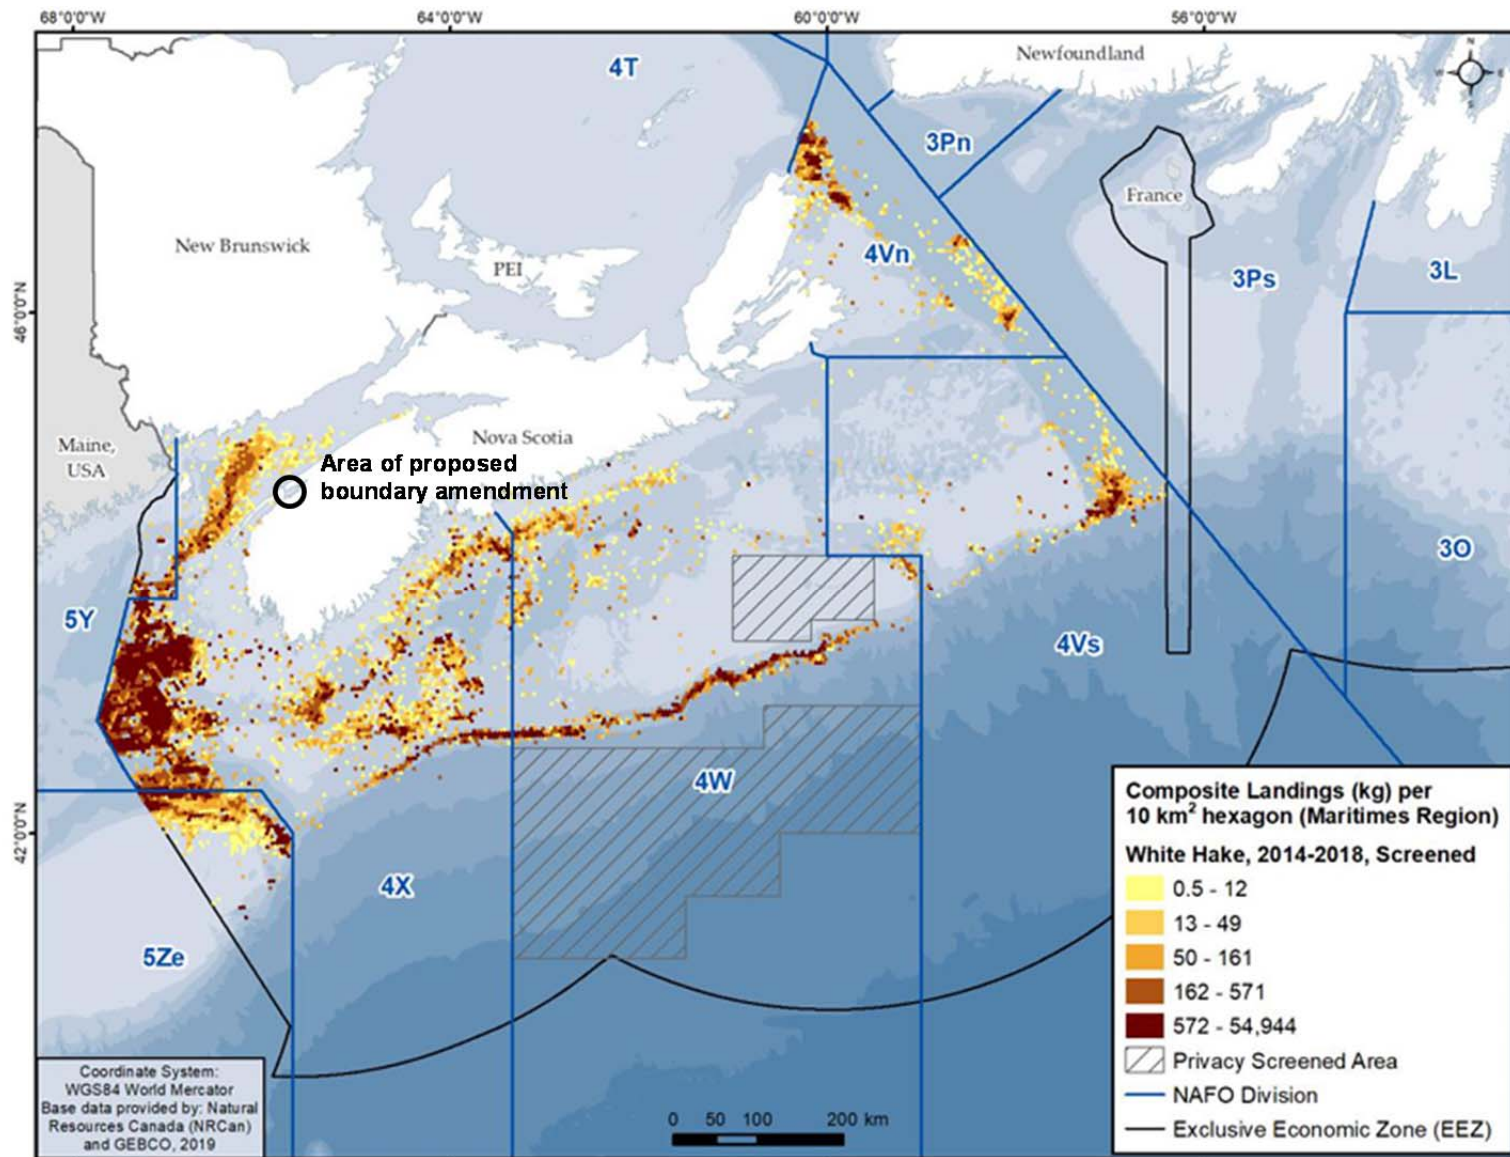 68°0'0"W
64°0'0"W
60°0'0"W
56°0'0"W
4T
Newfoundland
N
W
E
S
3Pn
France
New Brunswick
PEI
4Vn
3Ps
3L
46°0'0"N
Maine,
USA
Nova Scotia
Area of proposed
boundary amendment
3O
5Y
4Vs
4W
42°0'0"N
4X
5Ze
Composite Landings (kg) per
10 km² hexagon (Maritimes Region)
White Hake, 2014-2018, Screened
0.5 - 12
13 - 49
50 - 161
162 - 571
572 - 54,944
Privacy Screened Area
NAFO Division
Exclusive Economic Zone (EEZ)
Coordinate System:
WGS84 World Mercator
Base data provided by: Natural
Resources Canada (NRCan)
and GEBCO, 2019
0 50 100 200 km